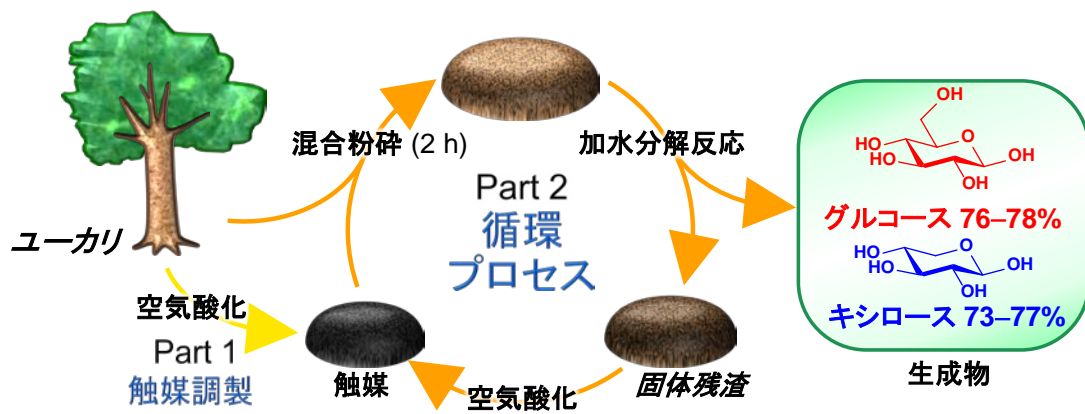 ユーカリ
空気酸化
Part 1
触媒調製
混合粉砕 (2 h)
Part 2
循環
プロセス
触媒
空気酸化
固体残渣
加水分解反応
OH
HO
O
HO
OH
OH
グルコース 76–78%
HO
O
HO
OH
OH
キシロース 73–77%
生成物